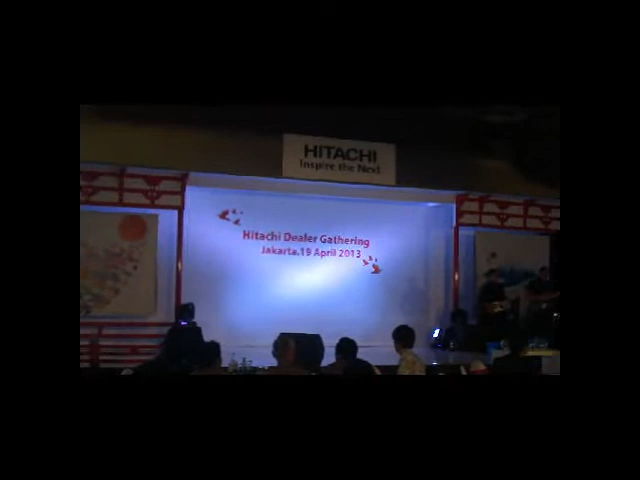 HITACHI
Inspire the Next
Hitachi Dealer Gathering
Jakarta,19 April 2013